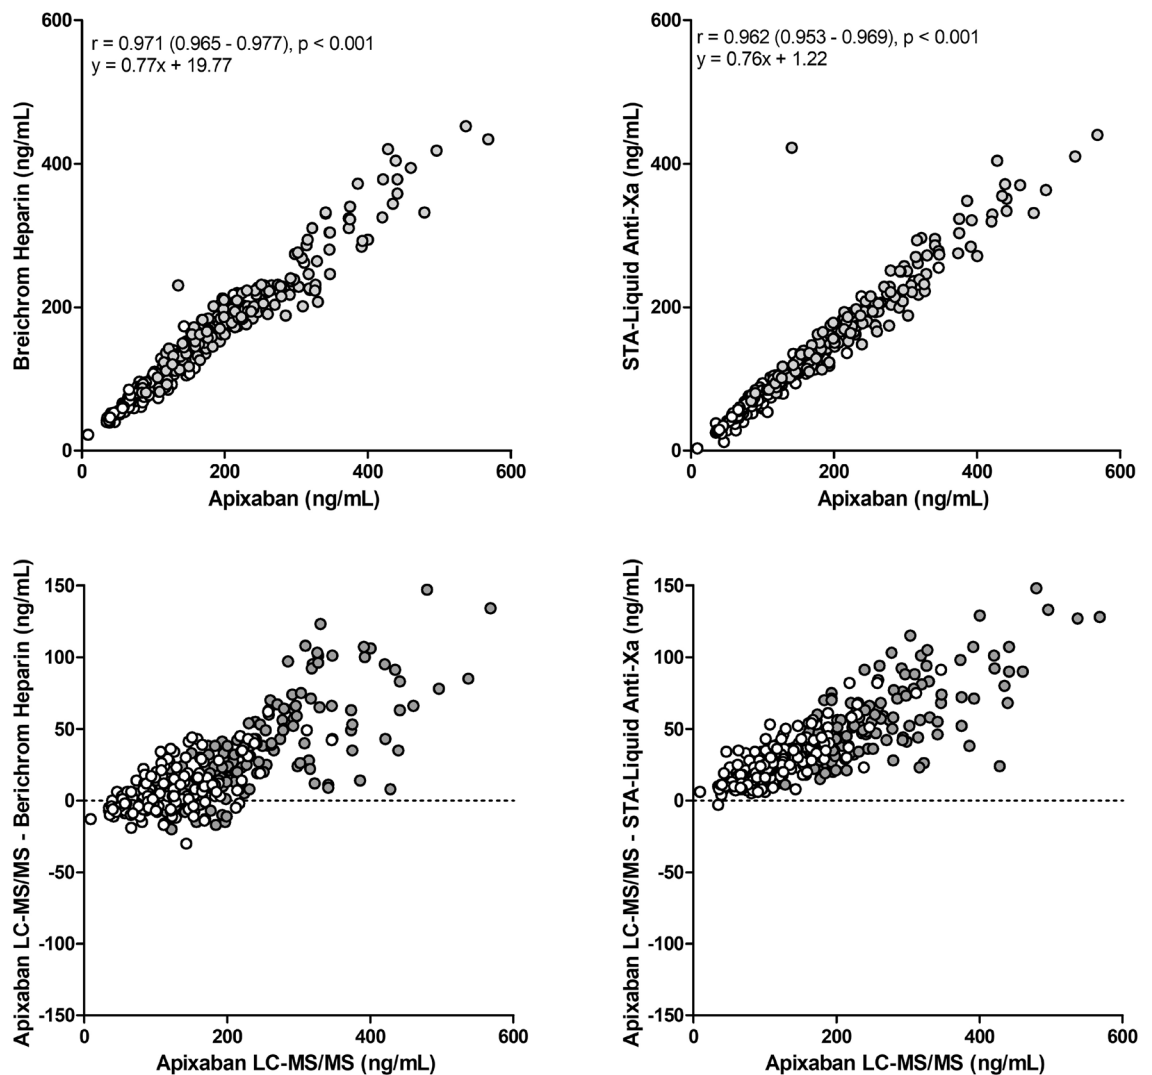 600
400
200
0
Breichrom Heparin (ng/mL)
r = 0.971 (0.965 - 0.977), p < 0.001
y = 0.77x + 19.77
0 200 400 600
Apixaban (ng/mL)
600
400
200
0
STA-Liquid Anti-Xa (ng/mL)
r = 0.962 (0.953 - 0.969), p < 0.001
y = 0.76x + 1.22
0 200 400 600
Apixaban (ng/mL)
150
100
50
0
-50
-100
-150
Apixaban LC-MS/MS - Berichrom Heparin (ng/mL)
0 200 400 600
Apixaban LC-MS/MS (ng/mL)
150
100
50
0
-50
-100
-150
Apixaban LC-MS/MS - STA-Liquid Anti-Xa (ng/mL)
0 200 400 600
Apixaban LC-MS/MS (ng/mL)